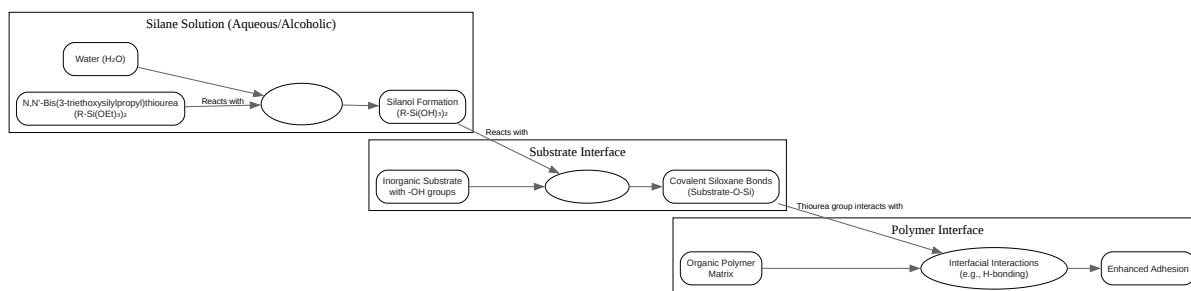 Silane Solution (Aqueous/Alcoholic)
Water (H₂O)
N,N'-Bis(3-triethoxysilylpropyl)thiourea
(R-Si(OEt)₃)₂
Reacts with
Silanol Formation
(R-Si(OH)₃)₂
Reacts with
Substrate Interface
Inorganic Substrate
with -OH groups
Covalent Siloxane Bonds
(Substrate-O-Si)
Thiourea group interacts with
Polymer Interface
Organic Polymer
Matrix
Interfacial Interactions
(e.g., H-bonding)
Enhanced Adhesion